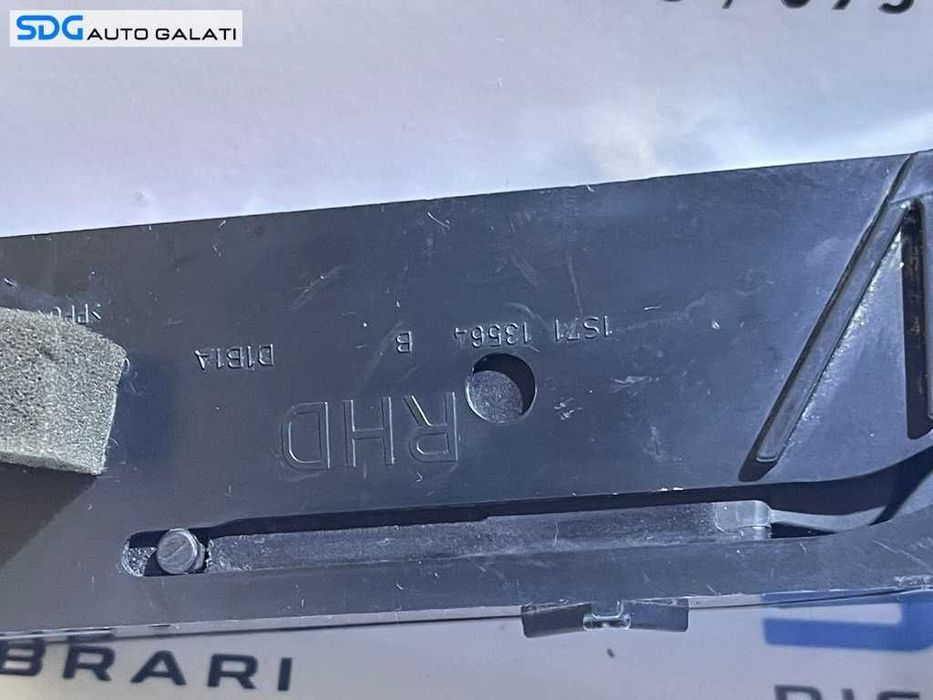 SDG AUTO GALATI
1S71 13564 B D1B1A
RHD
BRARI